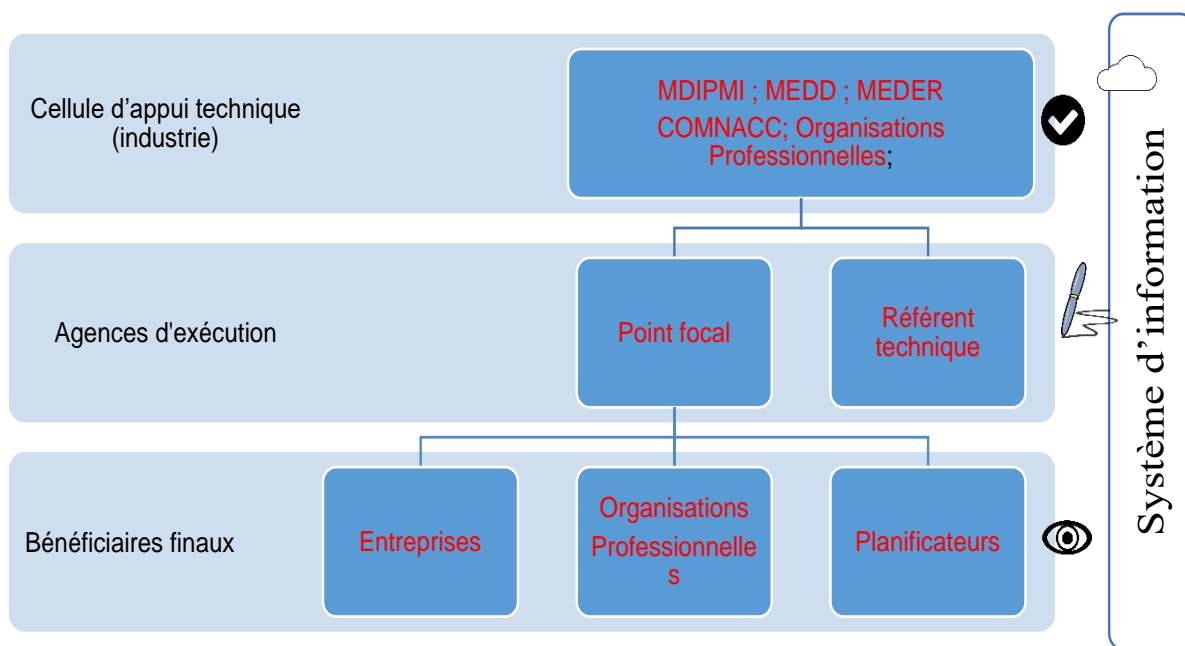 Cellule d’appui technique
(industrie)
MDIPMI ; MEDD ; MEDER
COMNACC; Organisations
Professionnelles;
Agences d'exécution
Point focal
Référent
technique
Bénéficiaires finaux
Entreprises
Organisations
Professionnelle
s
Planificateurs
Système d’information